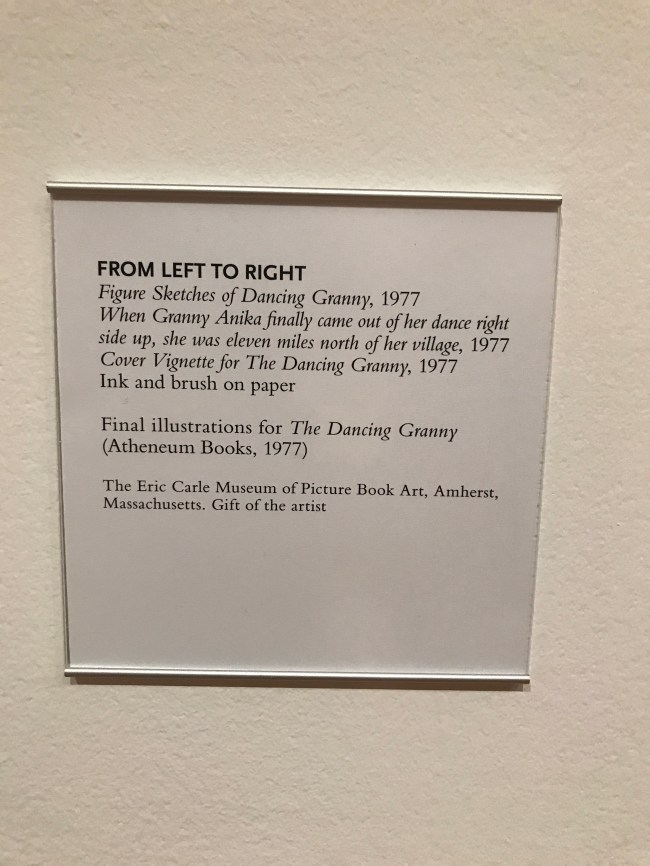 FROM LEFT TO RIGHT
Figure Sketches of Dancing Granny, 1977
When Granny Anika finally came out of her dance right
side up, she was eleven miles north of her village, 1977
Cover Vignette for The Dancing Granny, 1977
Ink and brush on paper
Final illustrations for The Dancing Granny
(Atheneum Books, 1977)
The Eric Carle Museum of Picture Book Art, Amherst,
Massachusetts. Gift of the artist